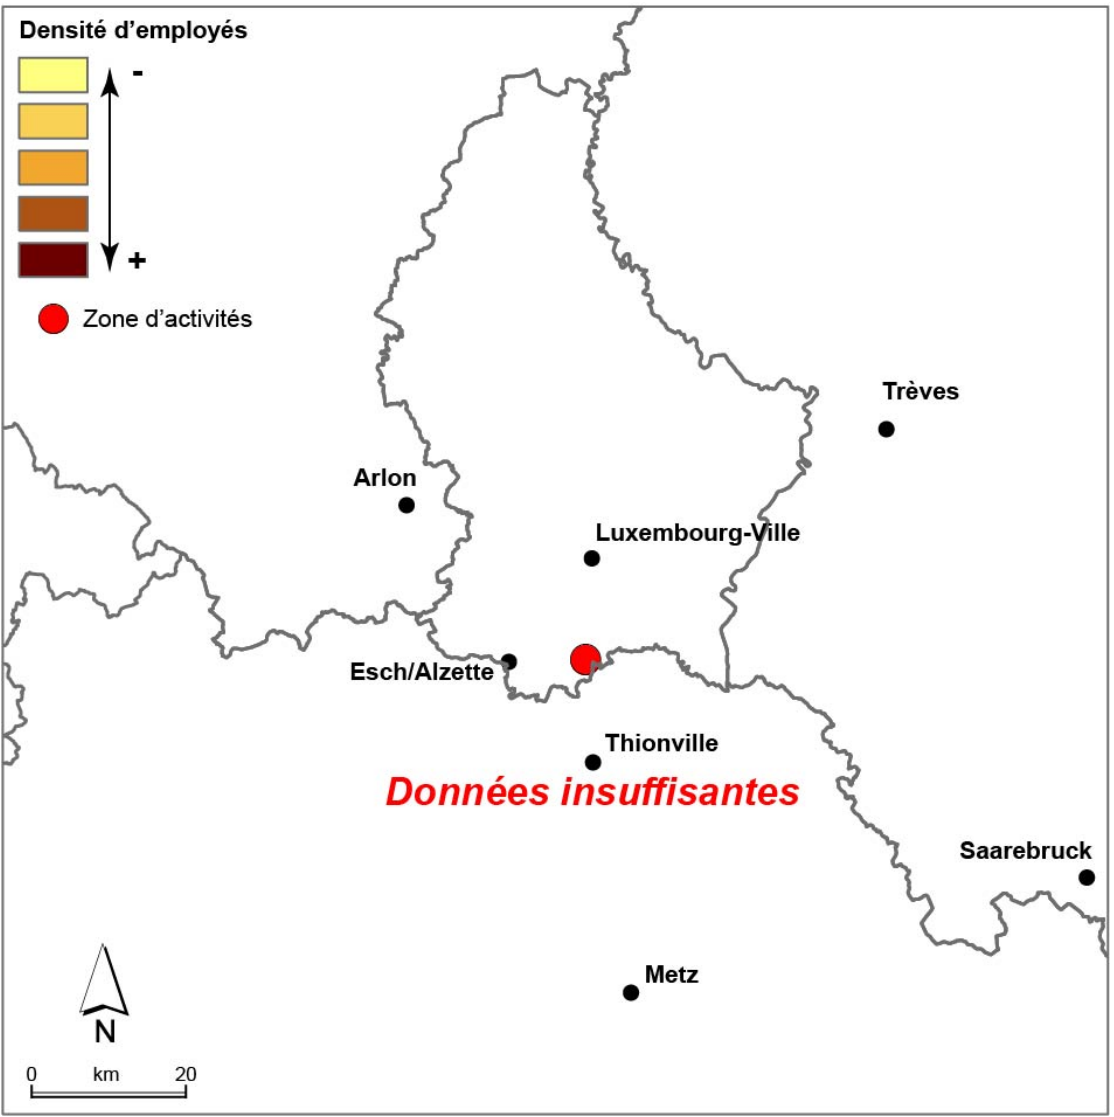 Densité d’employés
-
+
Zone d’activités
Trèves
Arlon
Luxembourg-Ville
Esch/Alzette
Thionville
Données insuffisantes
Saarebruck
Metz
N
0 km 20